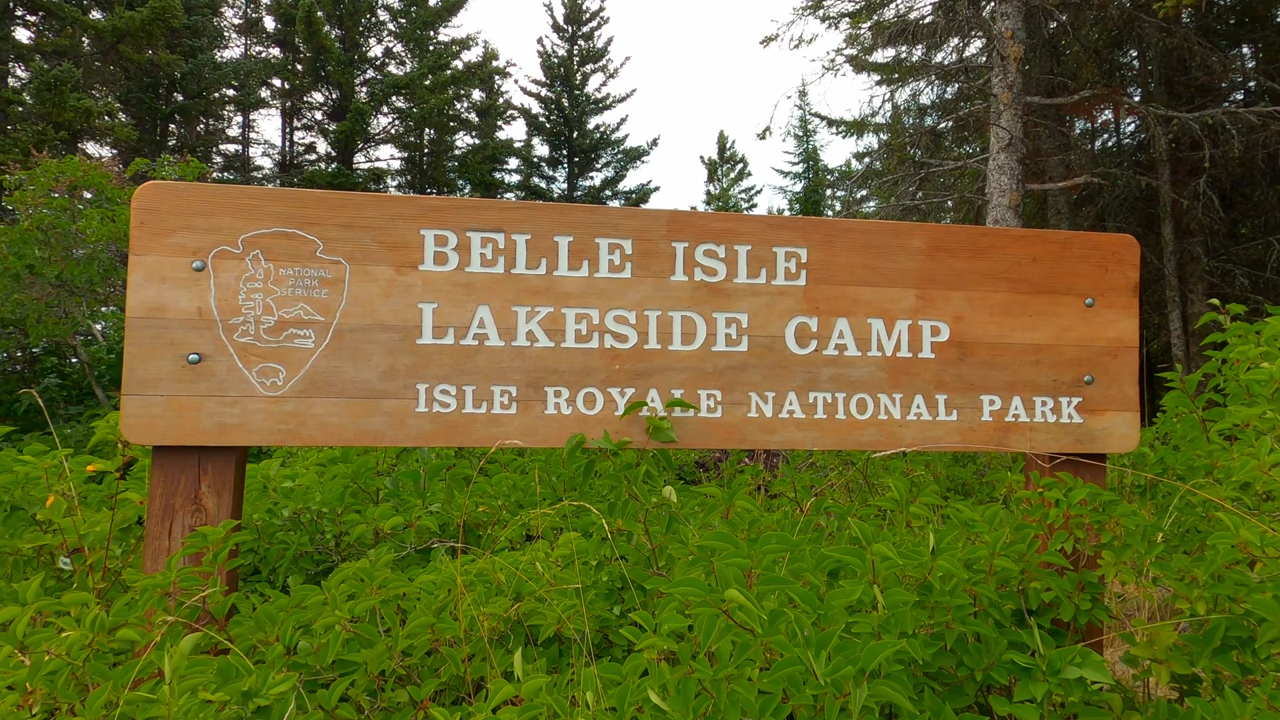 NATIONAL
PARK
SERVICE
BELLE ISLE
LAKESIDE CAMP
ISLE ROYALE NATIONAL PARK